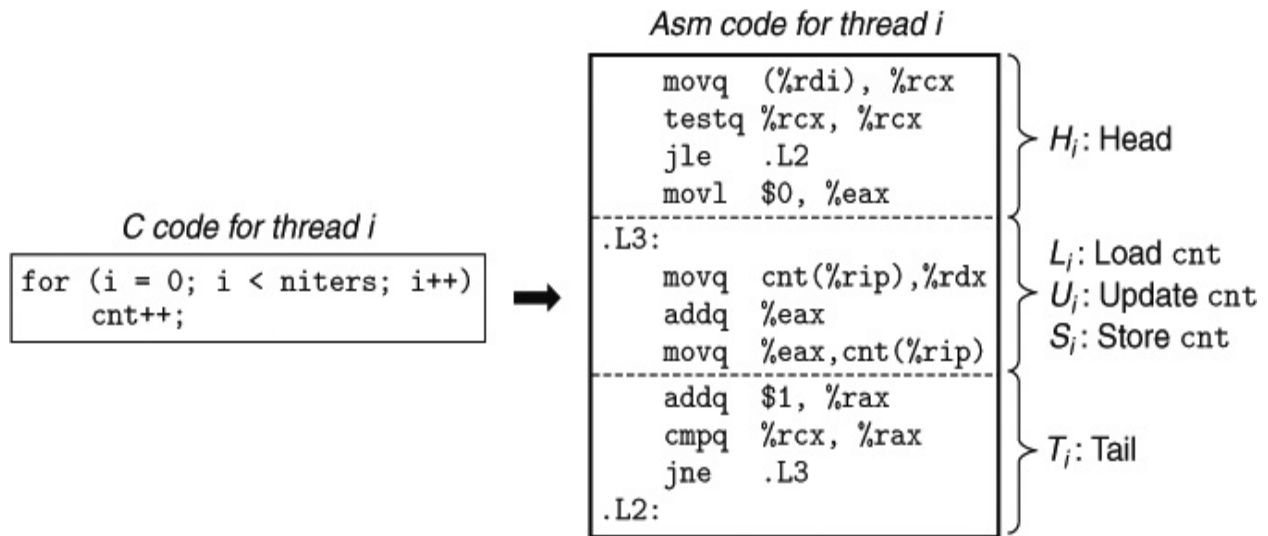 Asm code for thread i
movq (%rdi), %rcx
testq %rcx, %rcx
jle .L2
movl $0, %eax
H_i: Head
C code for thread i
for (i = 0; i < niters; i++)
cnt++;
.L3:
movq cnt(%rip),%rdx
addq %eax
movq %eax,cnt(%rip)
L_i: Load cnt
U_i: Update cnt
S_i: Store cnt
addq $1, %rax
cmpq %rcx, %rax
jne .L3
.L2:
T_i: Tail